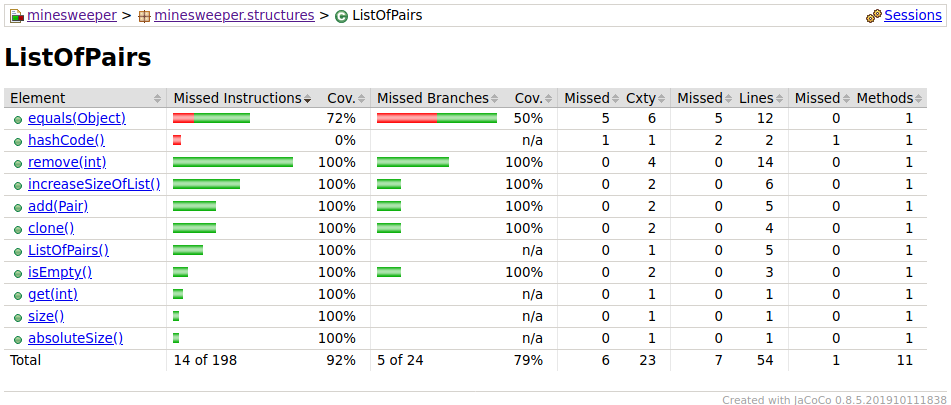 minesweeper > minesweeper.structures > ListOfPairs Sessions
ListOfPairs
Element Missed Instructions Cov. Missed Branches Cov. Missed Cxty Missed Lines Missed Methods
equals(Object) 72% 50% 5 6 5 12 0 1
hashCode() 0% n/a 1 1 2 2 1 1
remove(int) 100% 100% 0 4 0 14 0 1
increaseSizeOfList() 100% 100% 0 2 0 6 0 1
add(Pair) 100% 100% 0 2 0 5 0 1
clone() 100% 100% 0 2 0 4 0 1
ListOfPairs() 100% n/a 0 1 0 5 0 1
isEmpty() 100% 100% 0 2 0 3 0 1
get(int) 100% n/a 0 1 0 1 0 1
size() 100% n/a 0 1 0 1 0 1
absoluteSize() 100% n/a 0 1 0 1 0 1
Total 14 of 198 92% 5 of 24 79% 6 23 7 54 1 11
Created with JaCoCo 0.8.5.201910111838